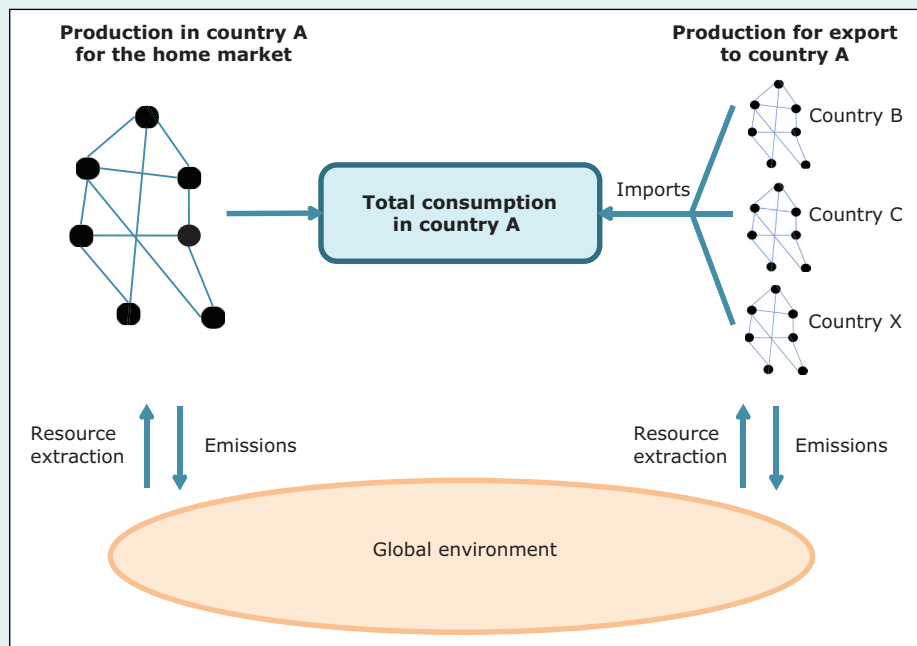 Production in country A
for the home market
Production for export
to country A
Country B
Imports
Total consumption
in country A
Country C
Country X
Resource
extraction
Emissions
Resource
extraction
Emissions
Global environment